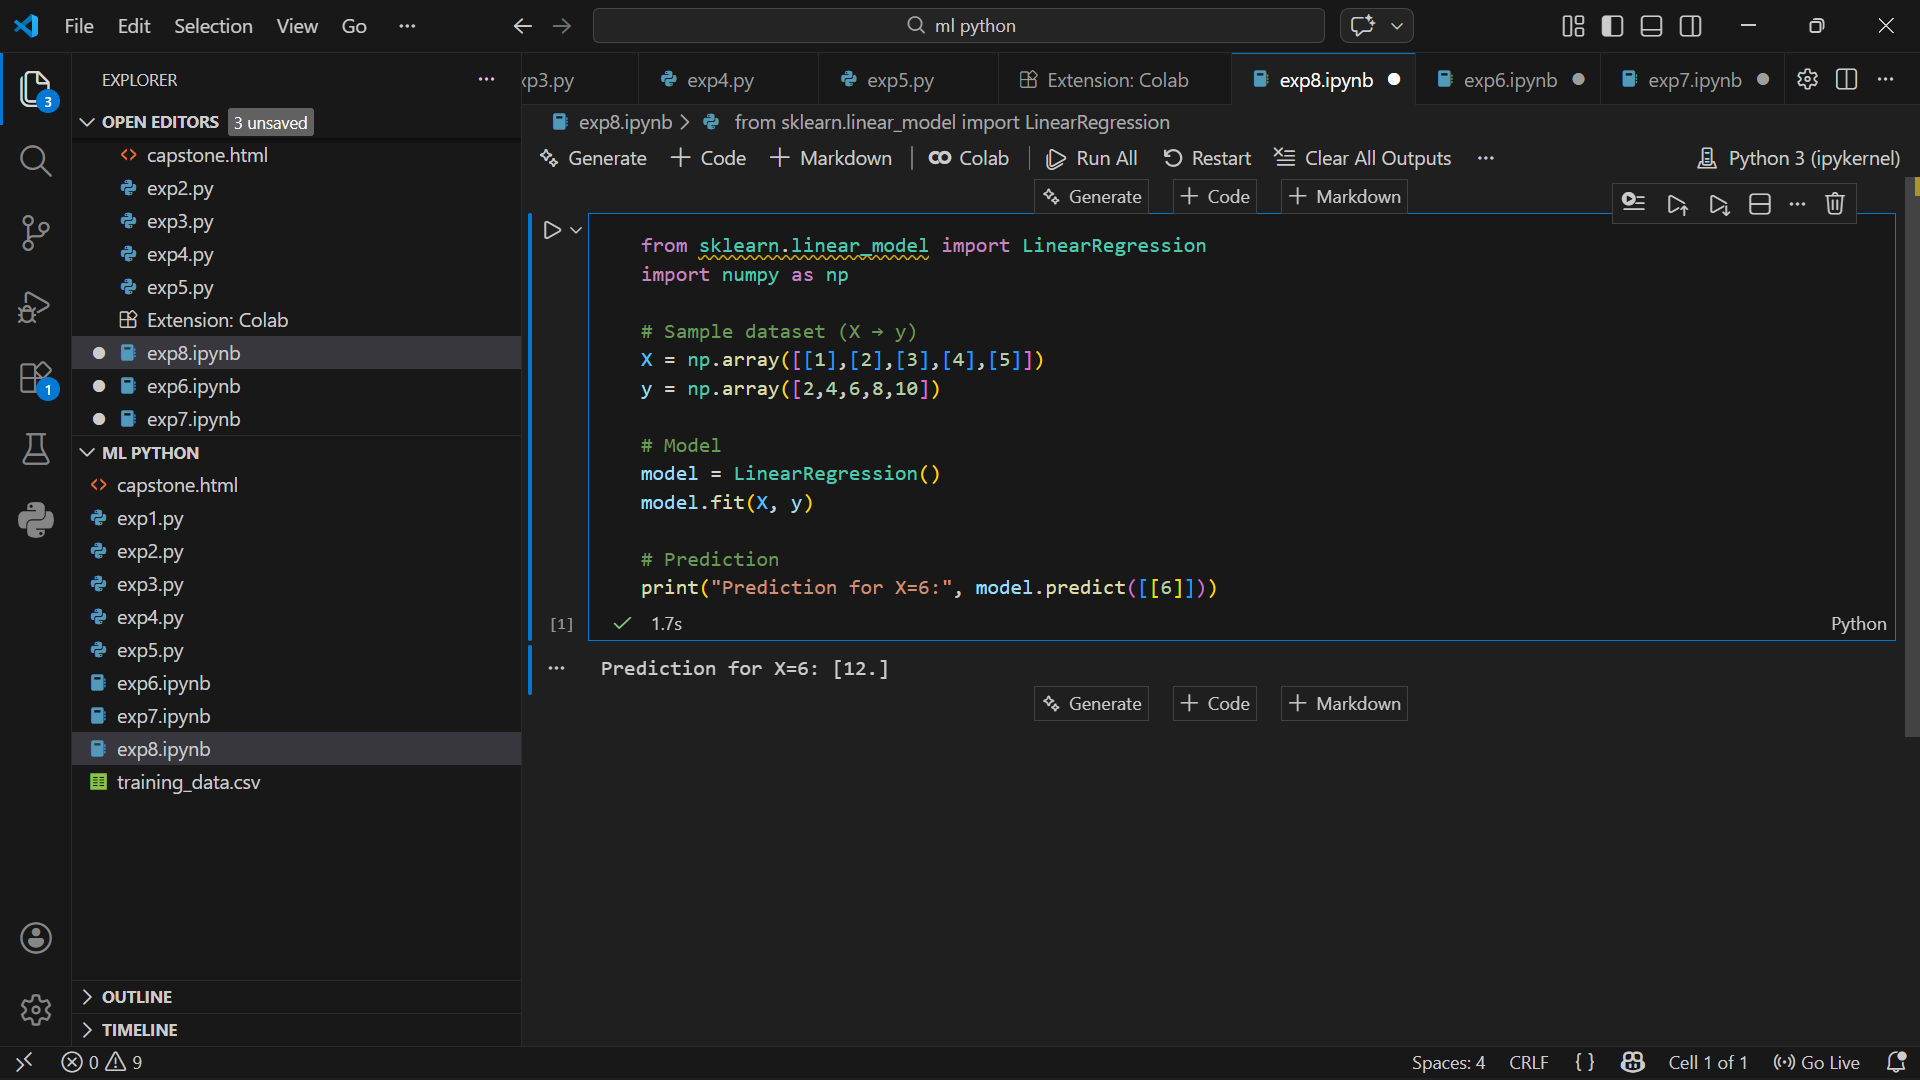 File Edit Selection View Go ···
ml python
EXPLORER ···
OPEN EDITORS 3 unsaved
capstone.html
exp2.py
exp3.py
exp4.py
exp5.py
Extension: Colab
exp8.ipynb
exp6.ipynb
exp7.ipynb
ML PYTHON
capstone.html
exp1.py
exp2.py
exp3.py
exp4.py
exp5.py
exp6.ipynb
exp7.ipynb
exp8.ipynb
training_data.csv
OUTLINE
TIMELINE
3
1
xp3.py exp4.py exp5.py Extension: Colab exp8.ipynb exp6.ipynb exp7.ipynb ···
exp8.ipynb > from sklearn.linear_model import LinearRegression
Generate + Code + Markdown | Colab | Run All Restart Clear All Outputs ··· Python 3 (ipykernel)
Generate + Code + Markdown
from sklearn.linear_model import LinearRegression
import numpy as np
# Sample dataset (X → y)
X = np.array([[1],[2],[3],[4],[5]])
y = np.array([2,4,6,8,10])
# Model
model = LinearRegression()
model.fit(X, y)
# Prediction
print("Prediction for X=6:", model.predict([[6]]))
[1] ✓ 1.7s Python
··· Prediction for X=6: [12.]
Generate + Code + Markdown
0 9 Spaces: 4 CRLF { } Cell 1 of 1 Go Live